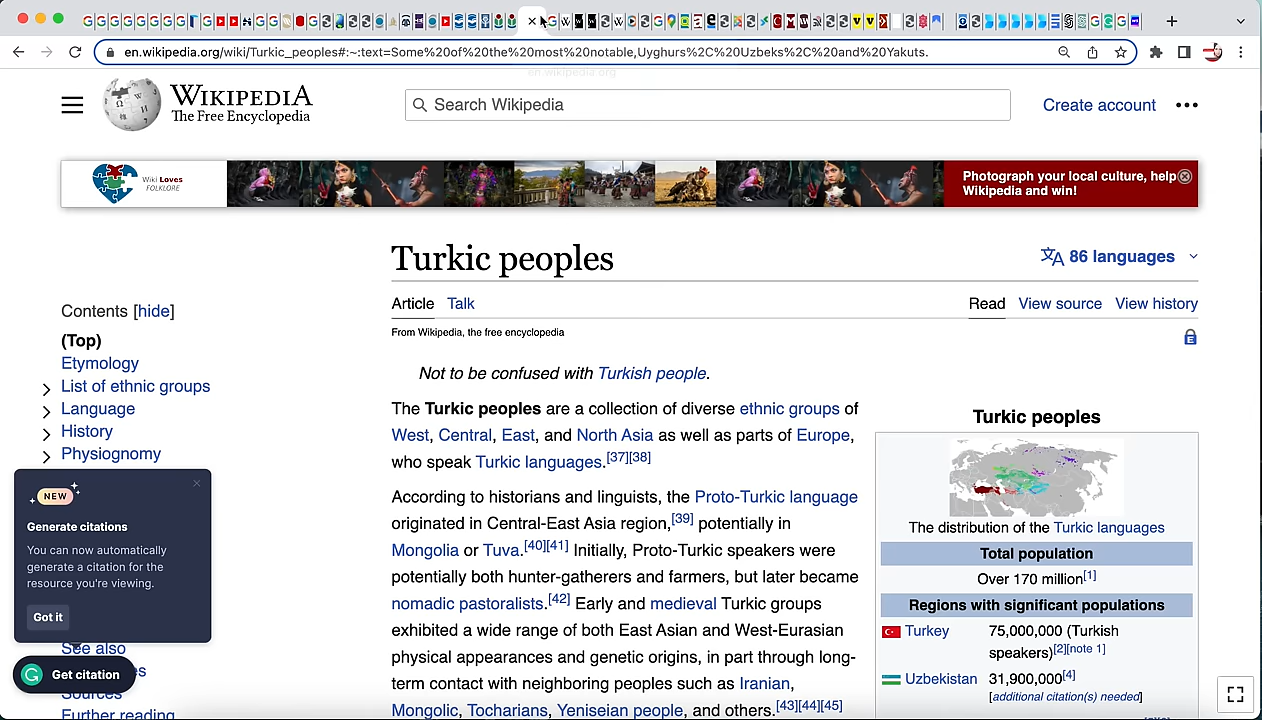 en.wikipedia.org/wiki/Turkic_peoples#:~:text=Some%20of%20the%20most%20notable,Uyghurs%2C%20Uzbeks%2C%20and%20Yakuts.
en.wikipedia.org
WIKIPEDIA
The Free Encyclopedia
Search Wikipedia
Create account
Wiki Loves
FOLKLORE
Photograph your local culture, help
Wikipedia and win!
Turkic peoples
86 languages
Article Talk
Read View source View history
From Wikipedia, the free encyclopedia
Not to be confused with Turkish people.
The Turkic peoples are a collection of diverse ethnic groups of
West, Central, East, and North Asia as well as parts of Europe,
who speak Turkic languages.[37][38]
According to historians and linguists, the Proto-Turkic language
originated in Central-East Asia region,[39] potentially in
Mongolia or Tuva.[40][41] Initially, Proto-Turkic speakers were
potentially both hunter-gatherers and farmers, but later became
nomadic pastoralists.[42] Early and medieval Turkic groups
exhibited a wide range of both East Asian and West-Eurasian
physical appearances and genetic origins, in part through long-
term contact with neighboring peoples such as Iranian,
Mongolic, Tocharians, Yeniseian people, and others.[43][44][45]
Contents [hide]
(Top)
Etymology
List of ethnic groups
Language
History
Physiognomy
NEW
Generate citations
You can now automatically
generate a citation for the
resource you're viewing.
Got it
See also
es
Get citation
Sources
Further reading
Turkic peoples
The distribution of the Turkic languages
Total population
Over 170 million[1]
Regions with significant populations
Turkey 75,000,000 (Turkish
speakers)[2][note 1]
Uzbekistan 31,900,000[4]
[additional citation(s) needed]